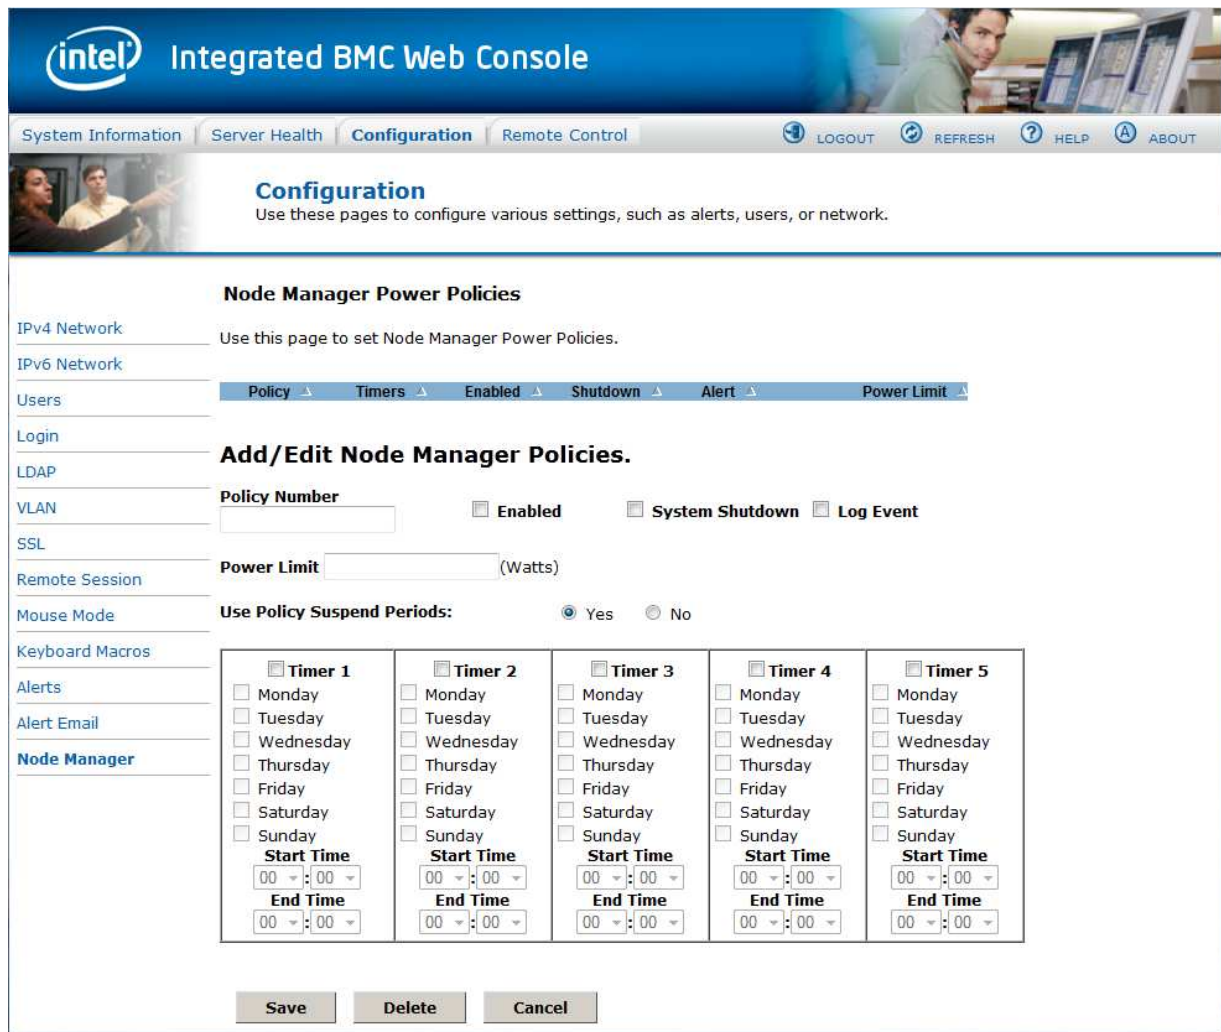 intel Integrated BMC Web Console
System Information Server Health Configuration Remote Control LOGOUT REFRESH ? HELP A ABOUT
Configuration
Use these pages to configure various settings, such as alerts, users, or network.
IPv4 Network
IPv6 Network
Users
Login
LDAP
VLAN
SSL
Remote Session
Mouse Mode
Keyboard Macros
Alerts
Alert Email
Node Manager
Node Manager Power Policies
Use this page to set Node Manager Power Policies.
Policy Timers Enabled Shutdown Alert Power Limit
Add/Edit Node Manager Policies.
Policy Number
Enabled System Shutdown Log Event
Power Limit (Watts)
Use Policy Suspend Periods: Yes No
Timer 1
Monday
Tuesday
Wednesday
Thursday
Friday
Saturday
Sunday
Start Time
00 : 00
End Time
00 : 00
Timer 2
Monday
Tuesday
Wednesday
Thursday
Friday
Saturday
Sunday
Start Time
00 : 00
End Time
00 : 00
Timer 3
Monday
Tuesday
Wednesday
Thursday
Friday
Saturday
Sunday
Start Time
00 : 00
End Time
00 : 00
Timer 4
Monday
Tuesday
Wednesday
Thursday
Friday
Saturday
Sunday
Start Time
00 : 00
End Time
00 : 00
Timer 5
Monday
Tuesday
Wednesday
Thursday
Friday
Saturday
Sunday
Start Time
00 : 00
End Time
00 : 00
Save Delete Cancel